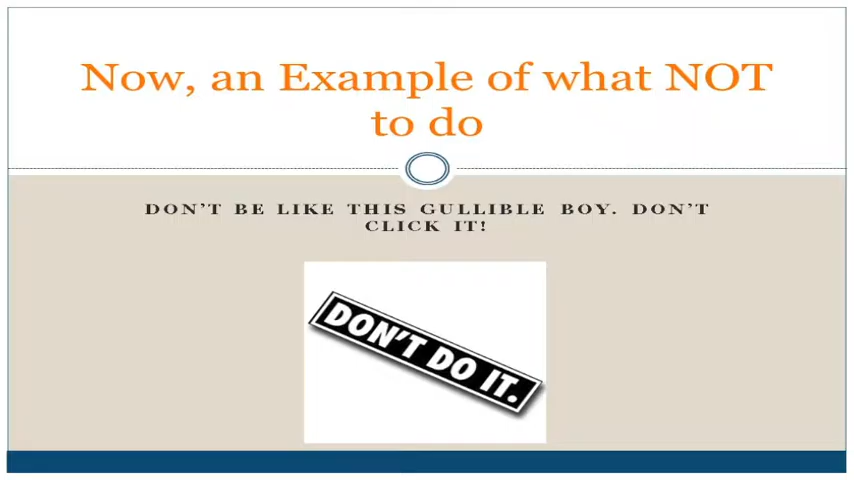 Now, an Example of what NOT
to do
DON'T BE LIKE THIS GULLIBLE BOY. DON'T
CLICK IT!
DON'T DO IT.